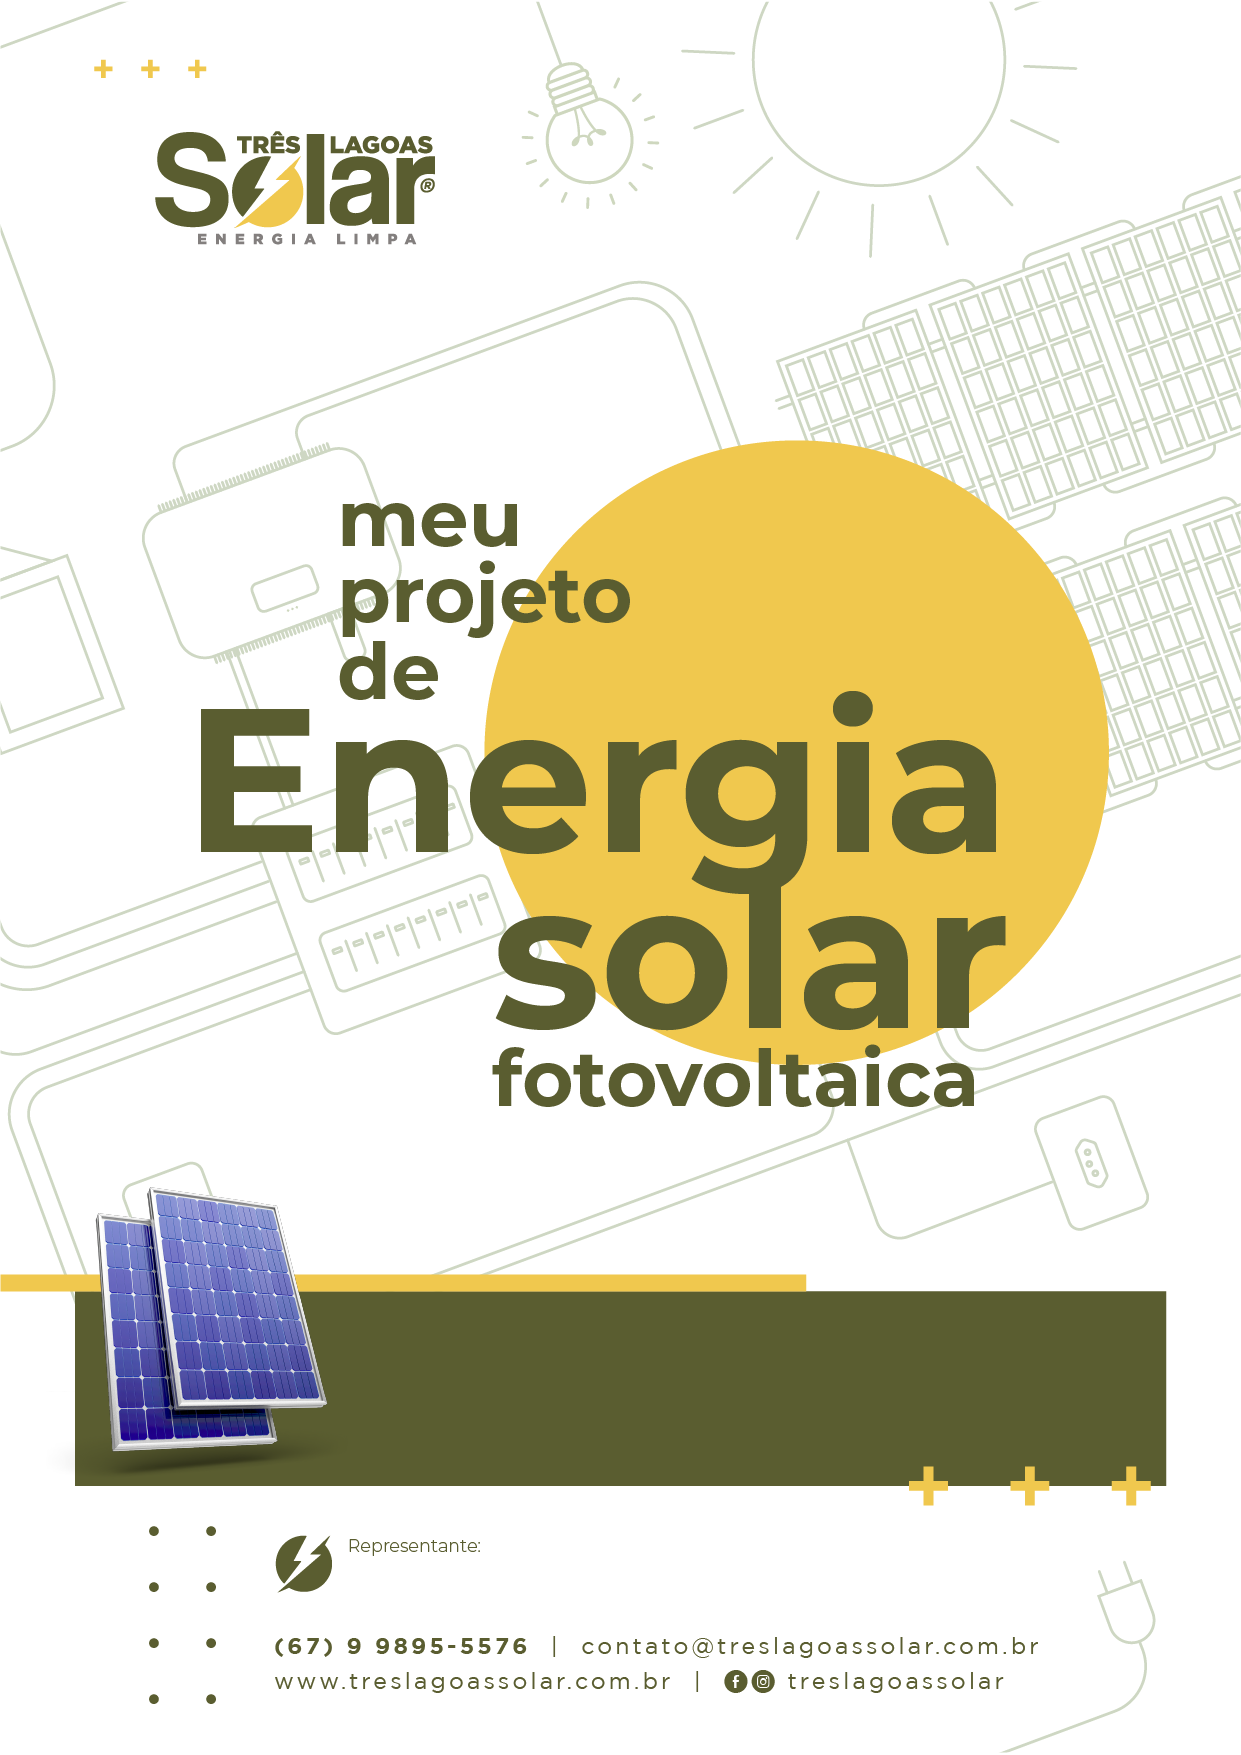 TRÊS LAGOAS
Solar®
ENERGIA LIMPA
meu
projeto
de
Energia
solar
fotovoltaica
Representante:
(67) 9 9895-5576 | contato@treslagoassolar.com.br
www.treslagoassolar.com.br | treslagoassolar